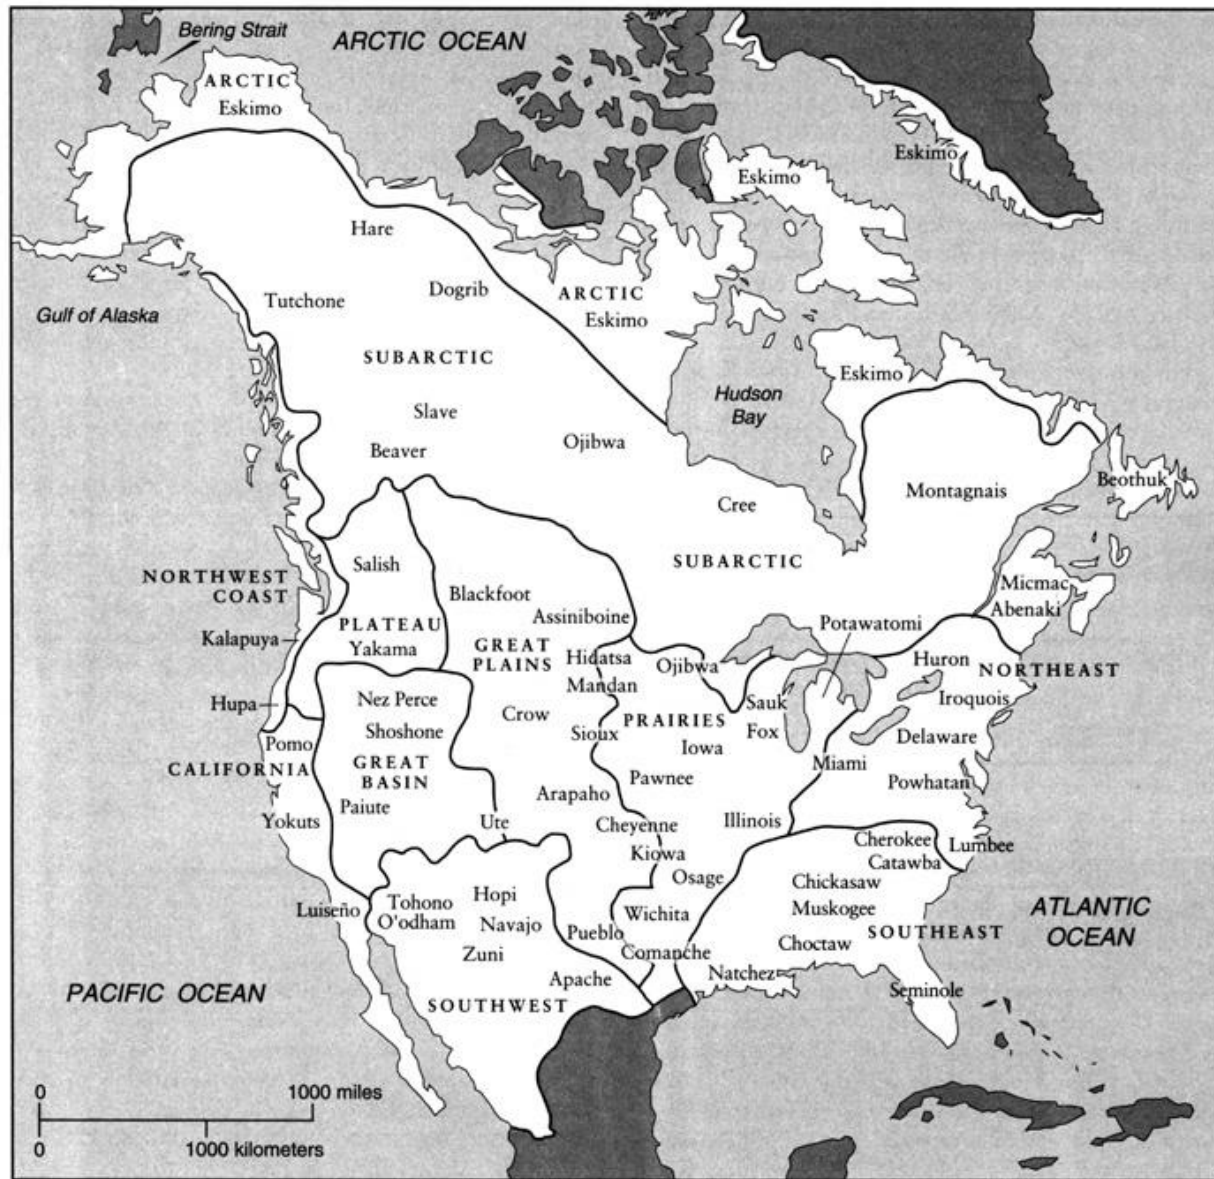 Bering Strait
ARCTIC OCEAN
ARCTIC
Eskimo
Eskimo
Eskimo
Hare
Dogrib
ARCTIC
Eskimo
Tutchone
Gulf of Alaska
SUBARCTIC
Eskimo
Hudson
Bay
Slave
Ojibwa
Beaver
Beothuk
Montagnais
Cree
Salish
SUBARCTIC
NORTHWEST
COAST
Micmac
Abenaki
Blackfoot
Assiniboine
Potawatomi
Kalapuya
PLATEAU
Yakama
GREAT
PLAINS
Hidatsa
Mandan
Ojibwa
Huron
NORTHEAST
Iroquois
Nez Perce
Hupa
Crow
Sauk
Fox
PRAIRIES
Shoshone
Sioux
Iowa
Delaware
Pomo
CALIFORNIA
GREAT
BASIN
Miami
Pawnee
Powhatan
Arapaho
Paiute
Yokuts
Ute
Cheyenne
Illinois
Kiowa
Cherokee
Catawba
Lumbee
Osage
Chickasaw
Muskogee
Luiseño
Tohono
O'odham
Hopi
Navajo
Wichita
Pueblo
SOUTHEAST
ATLANTIC
OCEAN
Zuni
Comanche
Choctaw
Natchez
Apache
Seminole
PACIFIC OCEAN
SOUTHWEST
0
1000 miles
0
1000 kilometers